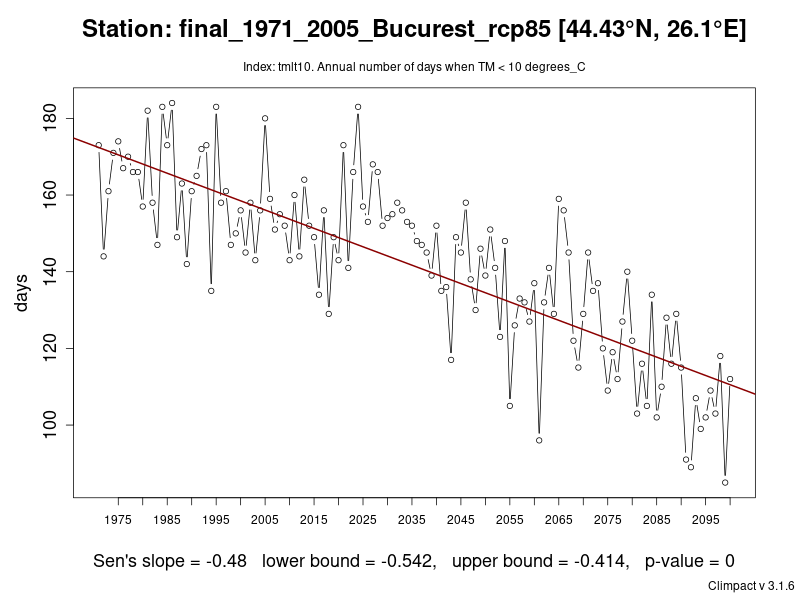 Station: final_1971_2005_Bucurest_rcp85 [44.43°N, 26.1°E]
Index: tmlt10. Annual number of days when TM < 10 degrees_C
180
160
140
120
100
days
1975 1985 1995 2005 2015 2025 2035 2045 2055 2065 2075 2085 2095
Sen's slope = -0.48 lower bound = -0.542, upper bound = -0.414, p-value = 0
Climpact v 3.1.6